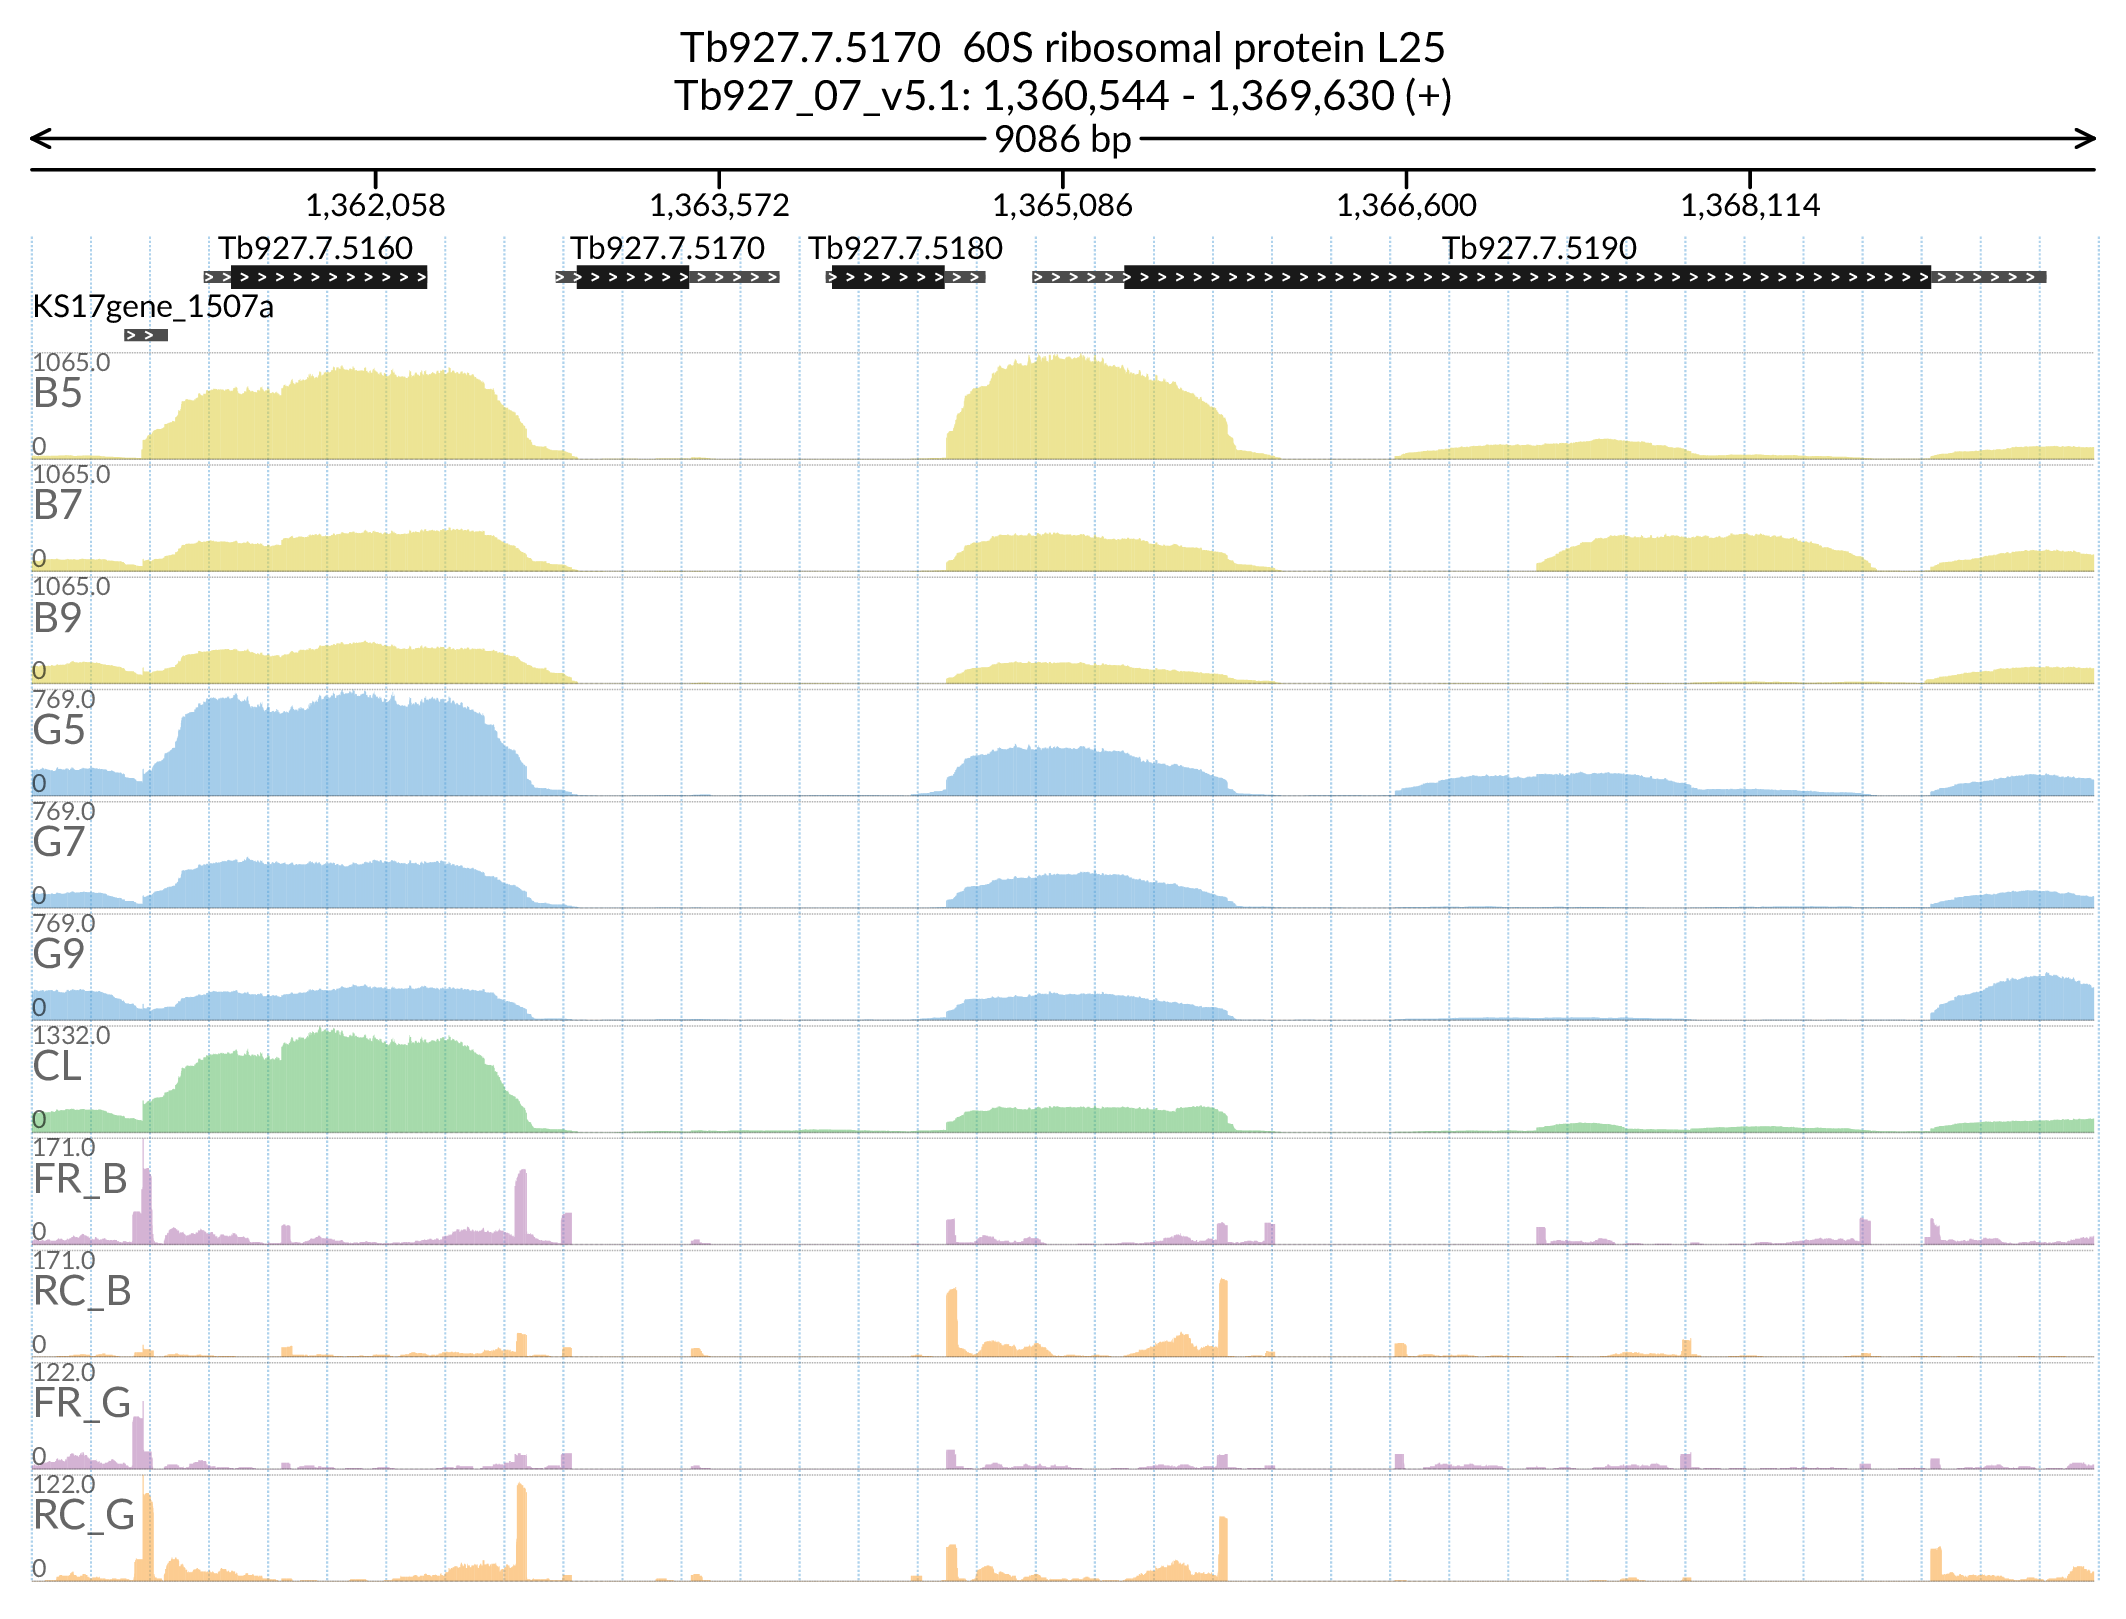 Tb927.7.5170  60S ribosomal protein L25
Tb927_07_v5.1: 1,360,544 - 1,369,630 (+)
9086 bp
1,362,058 1,363,572 1,365,086 1,366,600 1,368,114
Tb927.7.5160 Tb927.7.5170 Tb927.7.5180 Tb927.7.5190
KS17gene_1507a
1065.0
B5
0
1065.0
B7
0
1065.0
B9
0
769.0
G5
0
769.0
G7
0
769.0
G9
0
1332.0
CL
0
171.0
FR_B
0
171.0
RC_B
0
122.0
FR_G
0
122.0
RC_G
0